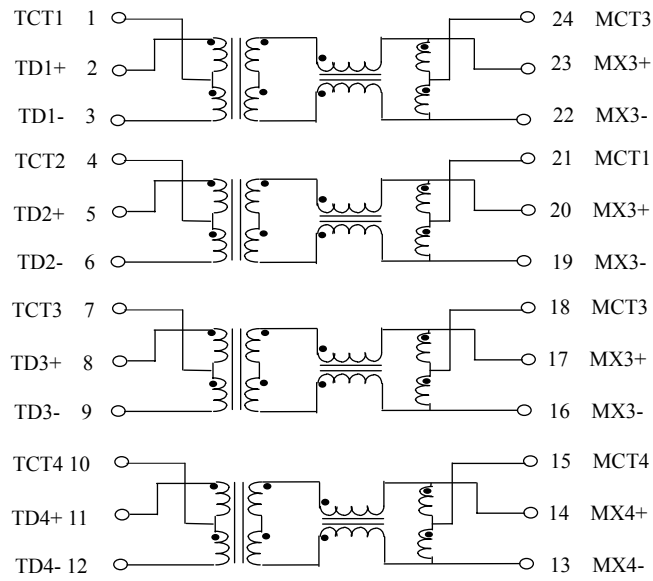 TCT1 1 24 MCT3
TD1+ 2 23 MX3+
TD1- 3 22 MX3-
TCT2 4 21 MCT1
TD2+ 5 20 MX3+
TD2- 6 19 MX3-
TCT3 7 18 MCT3
TD3+ 8 17 MX3+
TD3- 9 16 MX3-
TCT4 10 15 MCT4
TD4+ 11 14 MX4+
TD4- 12 13 MX4-